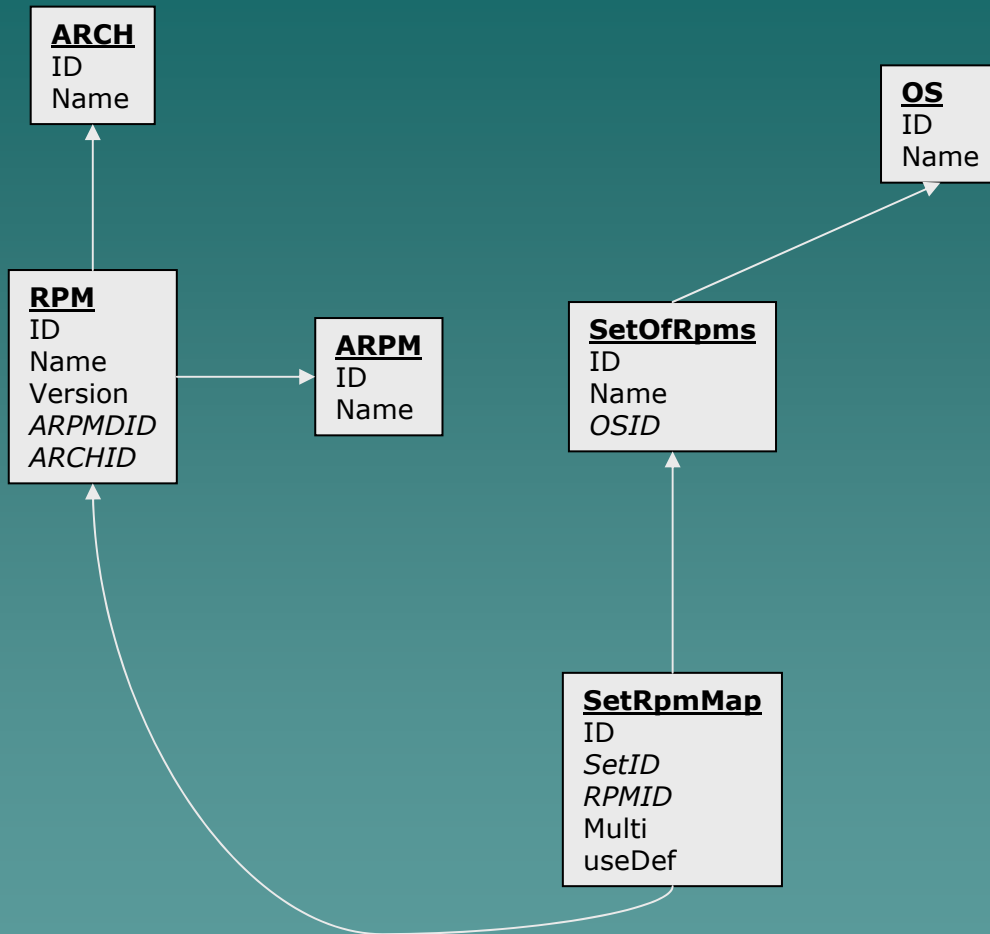 ARCH
ID
Name
OS
ID
Name
RPM
ID
Name
Version
ARPMDID
ARCHID
ARPM
ID
Name
SetOfRpms
ID
Name
OSID
SetRpmMap
ID
SetID
RPMID
Multi
useDef